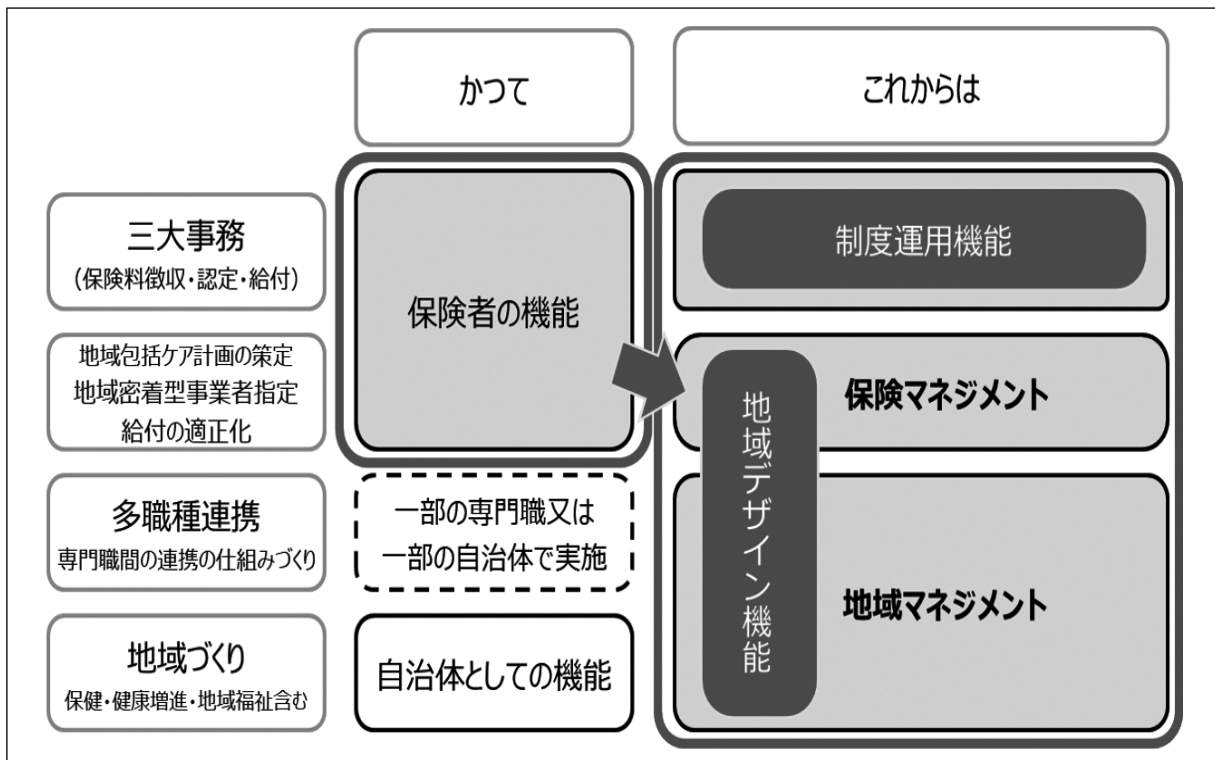 かつて
これからは
三大事務
(保険料徴収・認定・給付)
保険者の機能
制度運用機能
地域包括ケア計画の策定
地域密着型事業者指定
給付の適正化
地域デザイン機能
保険マネジメント
多職種連携
専門職間の連携の仕組みづくり
一部の専門職又は
一部の自治体で実施
地域マネジメント
地域づくり
保健・健康増進・地域福祉含む
自治体としての機能